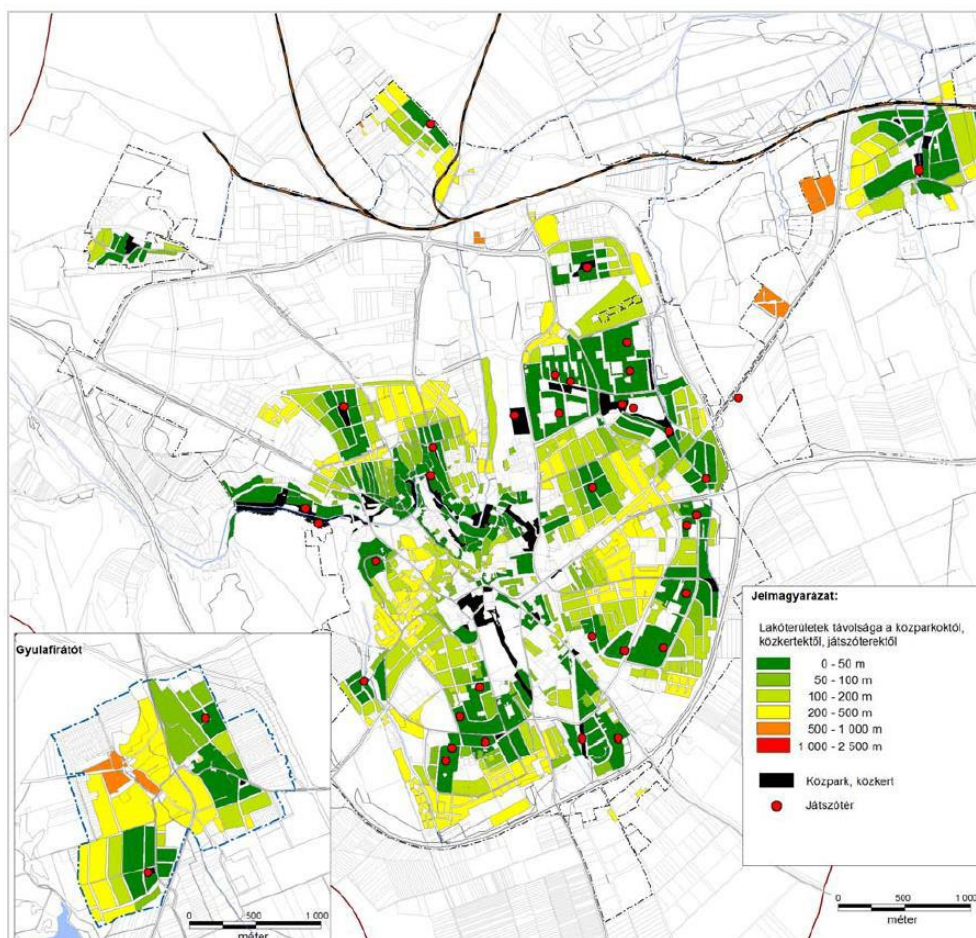 Jelmagyarázat:
Lakóterületek távolsága a közparkoktól,
közkertektől, játszóterektől
0 - 50 m
50 - 100 m
100 - 200 m
200 - 500 m
500 - 1 000 m
1 000 - 2 500 m
Közpark, közkert
Játszótér
Gyulafirátót
0 500 1 000
méter
0 500 1 000
méter